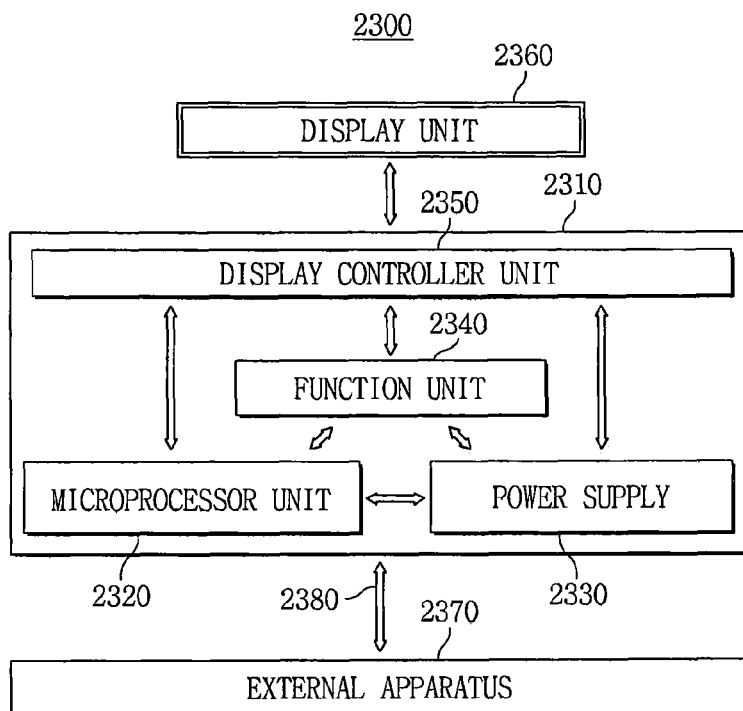 2300
2360
DISPLAY UNIT
2310
2350
DISPLAY CONTROLLER UNIT
2340
FUNCTION UNIT
MICROPROCESSOR UNIT
POWER SUPPLY
2320
2380
2330
2370
EXTERNAL APPARATUS